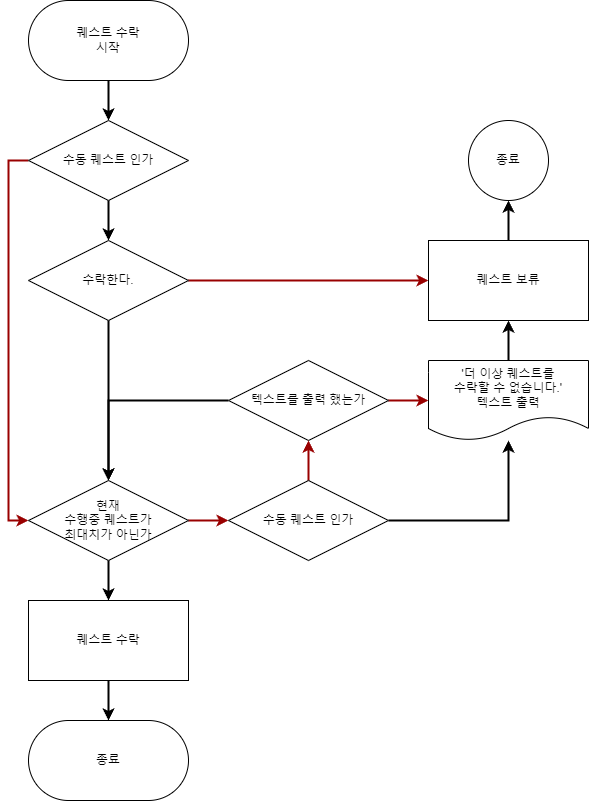 퀘스트 수락
시작
수동 퀘스트 인가
종료
수락한다.
퀘스트 보류
'더 이상 퀘스트를
수락할 수 없습니다.'
텍스트 출력
텍스트를 출력 했는가
현재
수행중 퀘스트가
최대치가 아닌가
수동 퀘스트 인가
퀘스트 수락
종료